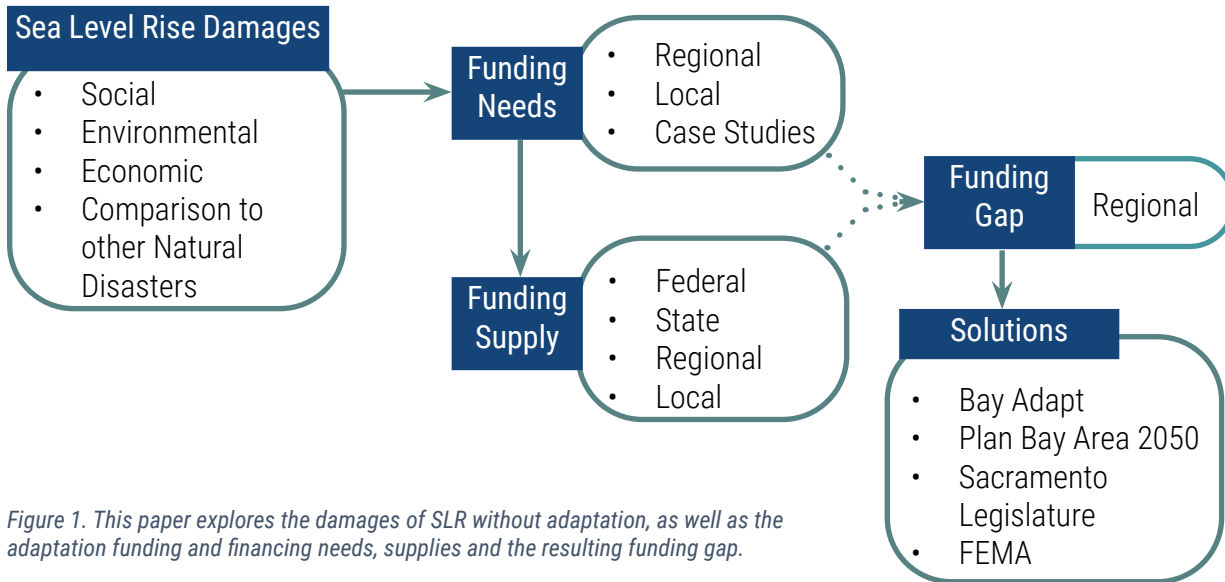 Sea Level Rise Damages
• Social
• Environmental
• Economic
• Comparison to
other Natural
Disasters
Funding
Needs
• Regional
• Local
• Case Studies
Funding
Supply
• Federal
• State
• Regional
• Local
Funding
Gap
Regional
Solutions
• Bay Adapt
• Plan Bay Area 2050
• Sacramento
Legislature
• FEMA
Figure 1. This paper explores the damages of SLR without adaptation, as well as the
adaptation funding and financing needs, supplies and the resulting funding gap.